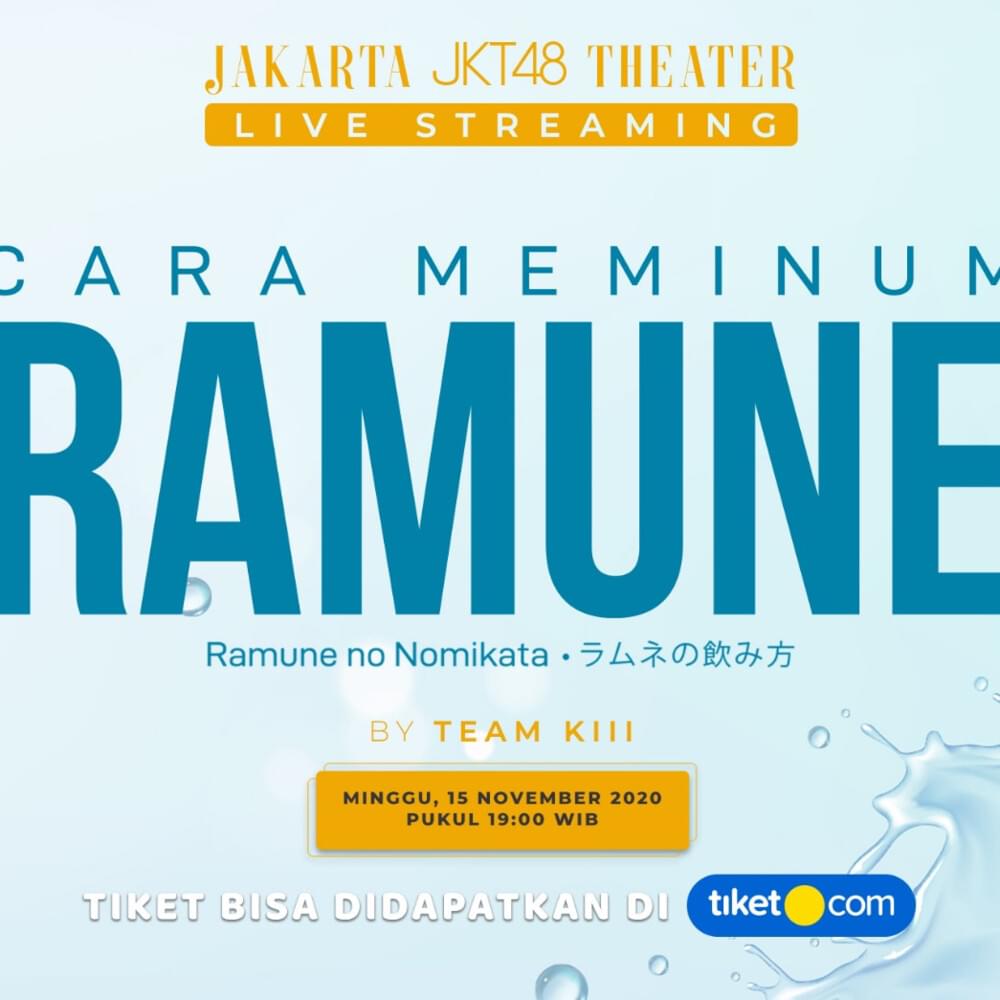 JAKARTA JKT48 THEATER
LIVE STREAMING
CARA MEMINUM
RAMUNE
Ramune no Nomikata • ラムネの飲み方
BY TEAM KIII
MINGGU, 15 NOVEMBER 2020
PUKUL 19:00 WIB
TIKET BISA DIDAPATKAN DI tiket.com